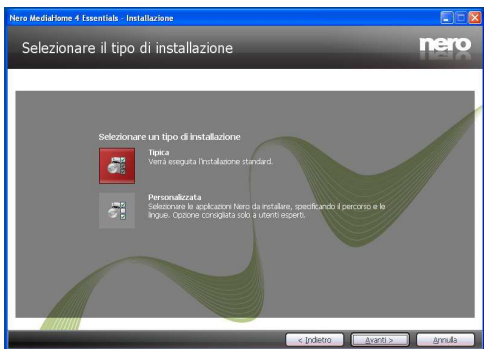 Nero MediaHome 4 Essentials - Installazione
Selezionare il tipo di installazione
nero
Selezionare un tipo di installazione
Tipica
Verrà eseguita l'installazione standard.
Personalizzata
Selezionare le applicazioni Nero da installare, specificando il percorso e le
lingue. Opzione consigliata solo a utenti esperti.
< Indietro
Avanti >
Annulla